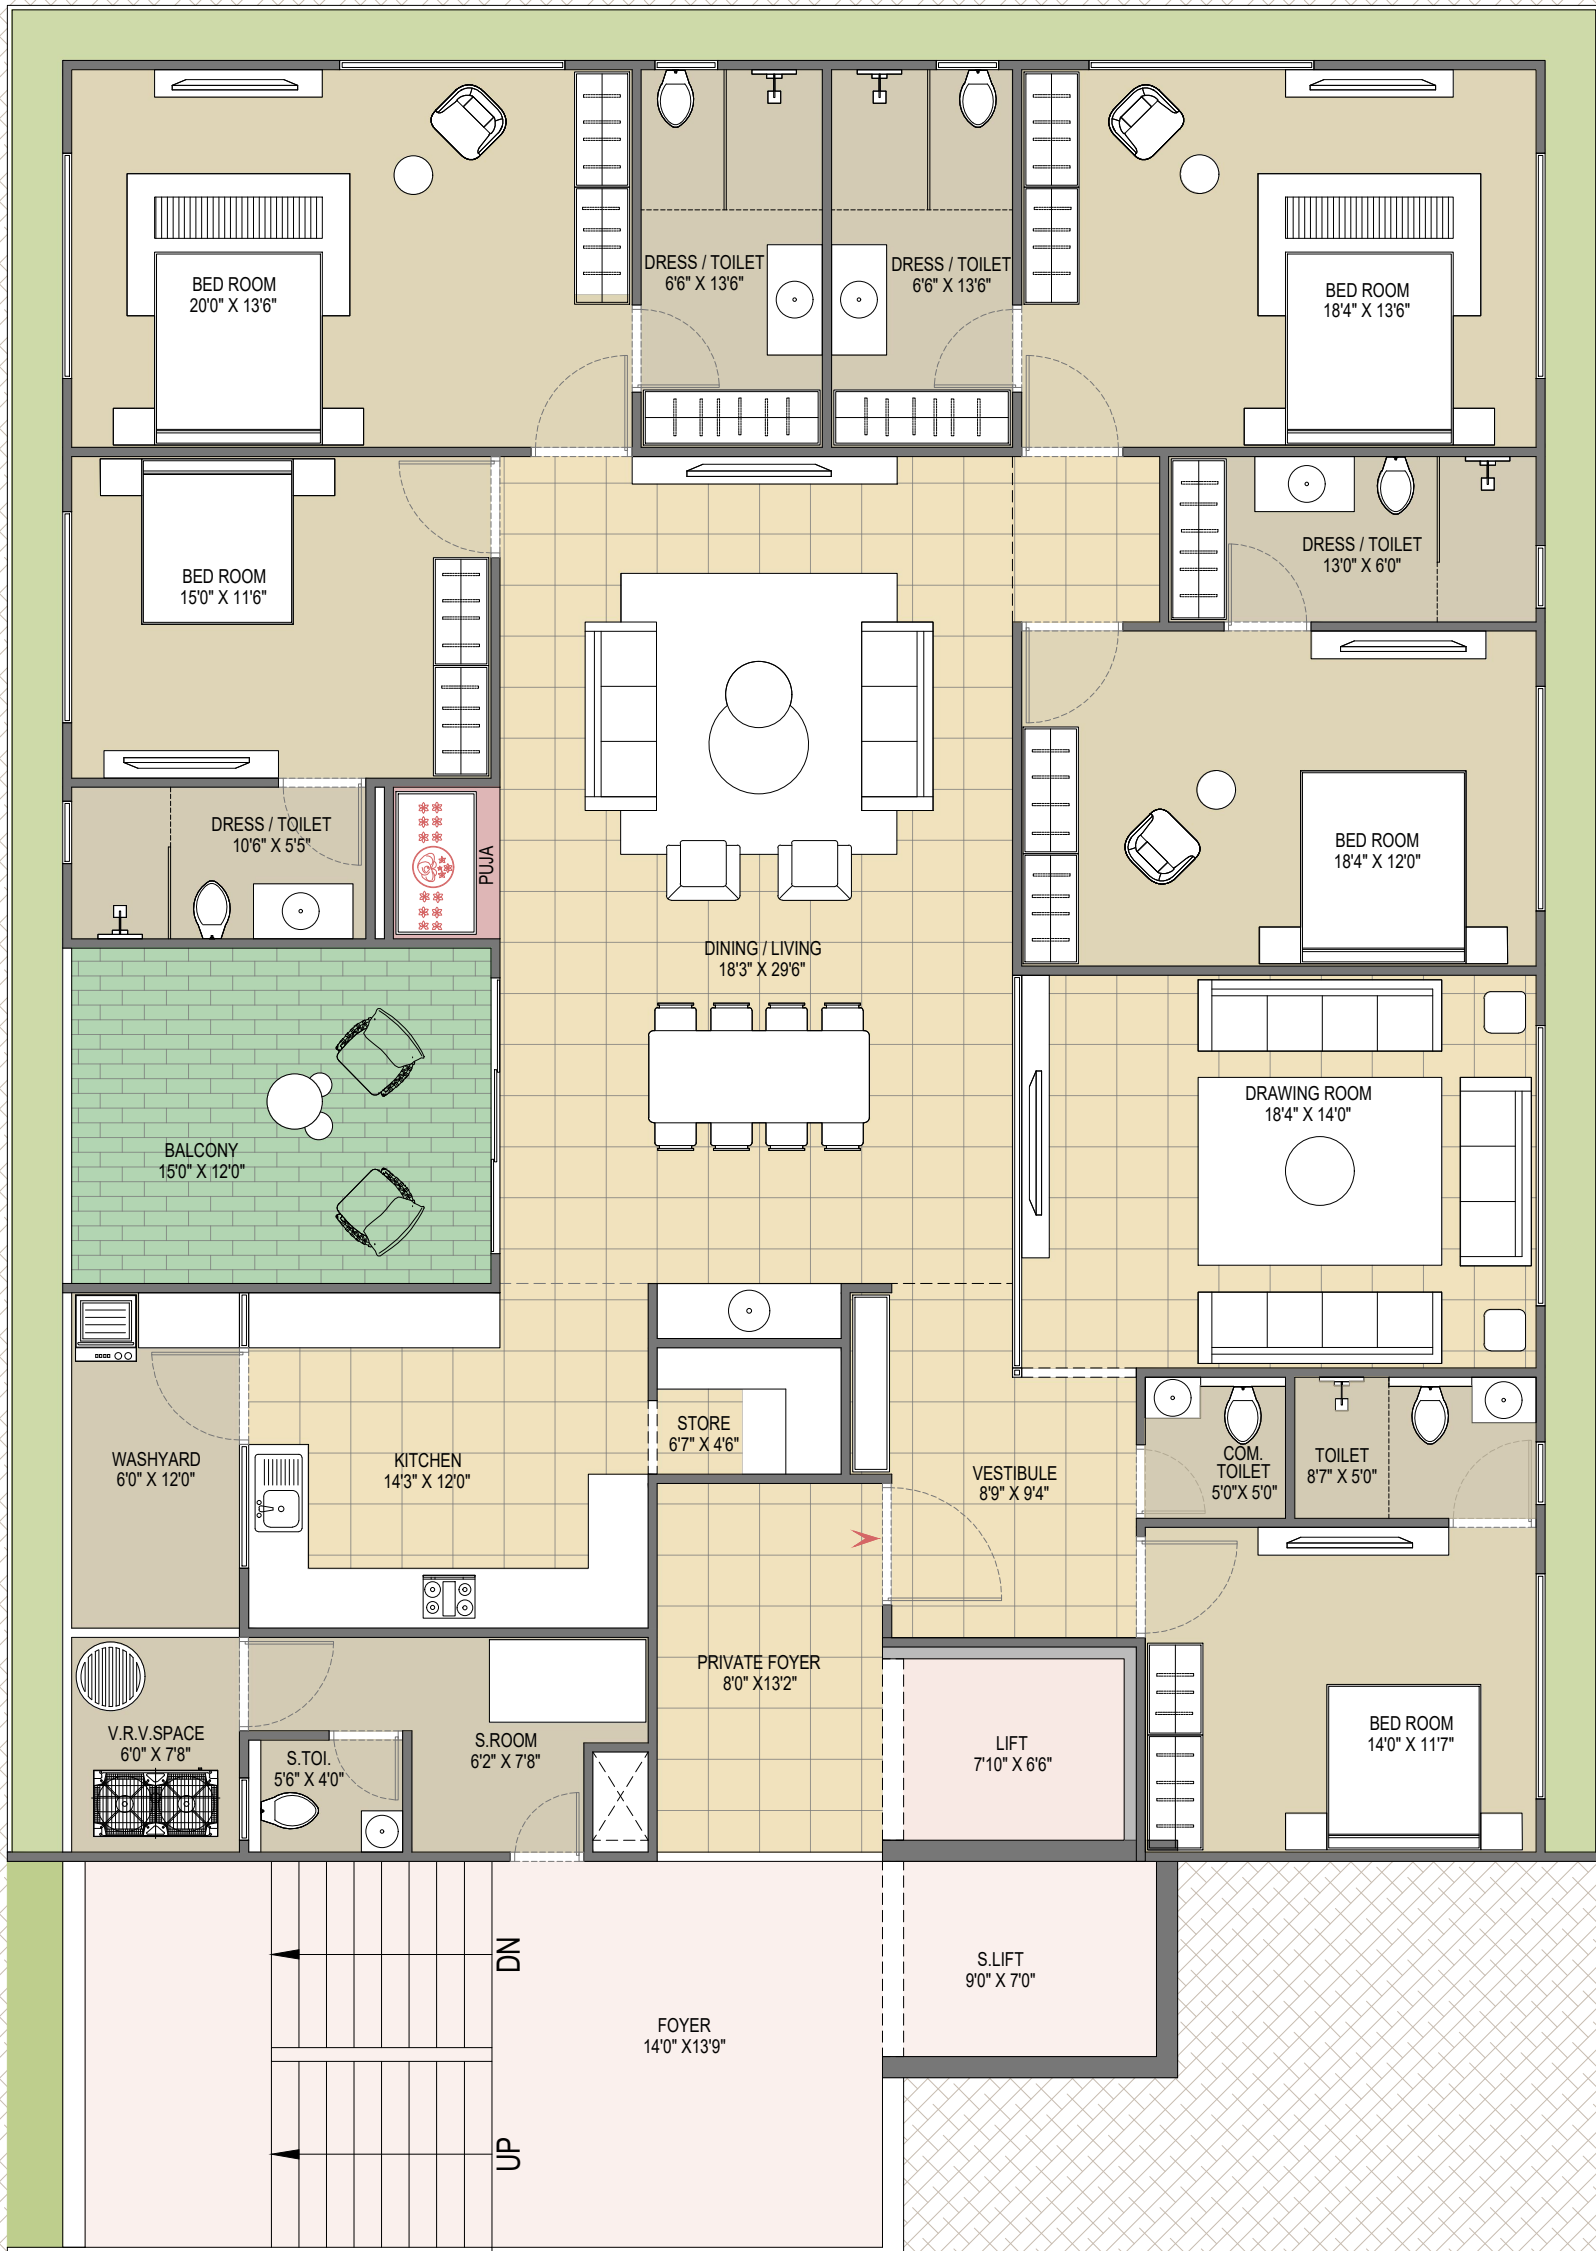 BED ROOM
20'0" X 13'6"
DRESS / TOILET
6'6" X 13'6"
DRESS / TOILET
6'6" X 13'6"
BED ROOM
18'4" X 13'6"
BED ROOM
15'0" X 11'6"
DRESS / TOILET
13'0" X 6'0"
DRESS / TOILET
10'6" X 5'5"
PUJA
BED ROOM
18'4" X 12'0"
DINING / LIVING
18'3" X 29'6"
BALCONY
15'0" X 12'0"
DRAWING ROOM
18'4" X 14'0"
WASHYARD
6'0" X 12'0"
KITCHEN
14'3" X 12'0"
STORE
6'7" X 4'6"
VESTIBULE
8'9" X 9'4"
COM.
TOILET
5'0"X 5'0"
TOILET
8'7" X 5'0"
PRIVATE FOYER
8'0" X13'2"
V.R.V.SPACE
6'0" X 7'8"
S.TOI.
5'6" X 4'0"
S.ROOM
6'2" X 7'8"
LIFT
7'10" X 6'6"
BED ROOM
14'0" X 11'7"
DN
S.LIFT
9'0" X 7'0"
FOYER
14'0" X13'9"
UP